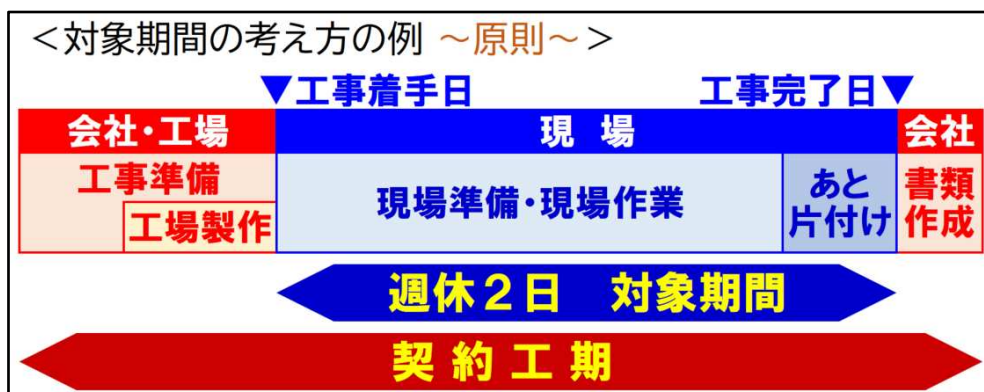 ＜対象期間の考え方の例 ～原則～＞
▼工事着手日 工事完了日▼
会社・工場 現 場 会社
工事準備
工場製作
現場準備・現場作業
あと
片付け
書類
作成
週休２日 対象期間
契約工期